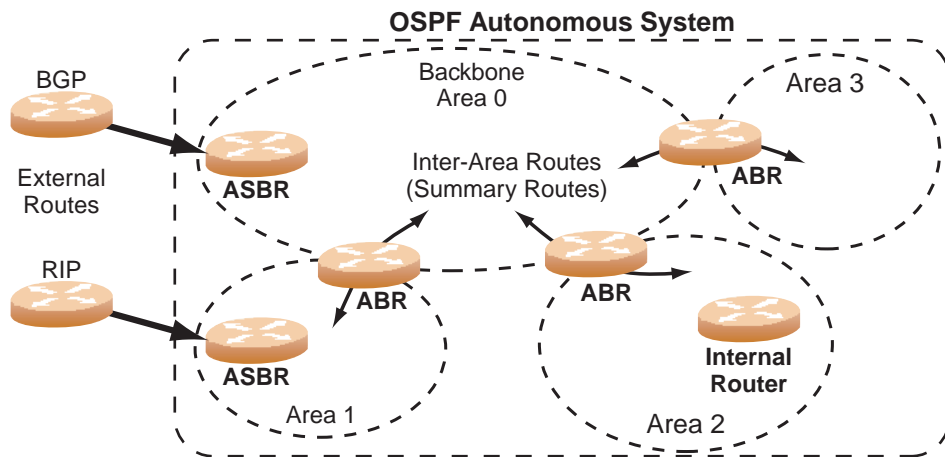 OSPF Autonomous System
BGP
Backbone
Area 0
Area 3
ASBR
External
Routes
Inter-Area Routes
(Summary Routes)
ABR
RIP
ABR
ABR
ASBR
Internal
Router
Area 1
Area 2